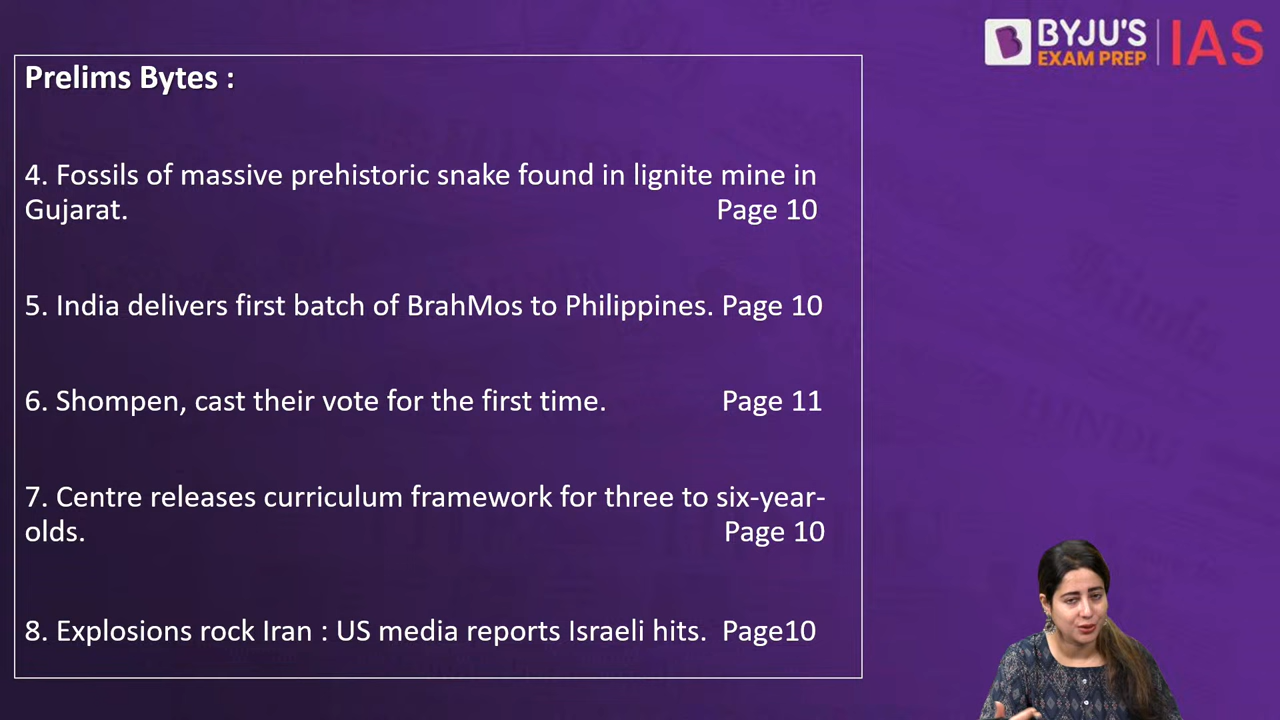 BYJU'S
EXAM PREP
IAS
Prelims Bytes :
4. Fossils of massive prehistoric snake found in lignite mine in
Gujarat. Page 10
5. India delivers first batch of BrahMos to Philippines. Page 10
6. Shompen, cast their vote for the first time. Page 11
7. Centre releases curriculum framework for three to six-year-
olds. Page 10
8. Explosions rock Iran : US media reports Israeli hits. Page10